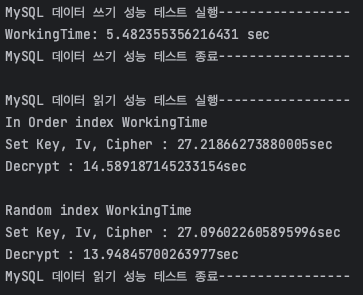 MySQL 데이터 쓰기 성능 테스트 실행-----------------
WorkingTime: 5.482355356216431 sec
MySQL 데이터 쓰기 성능 테스트 종료-----------------
MySQL 데이터 읽기 성능 테스트 실행-----------------
In Order index WorkingTime
Set Key, Iv, Cipher : 27.21866273880005sec
Decrypt : 14.589187145233154sec
Random index WorkingTime
Set Key, Iv, Cipher : 27.096022605895996sec
Decrypt : 13.94845700263977sec
MySQL 데이터 읽기 성능 테스트 종료-----------------